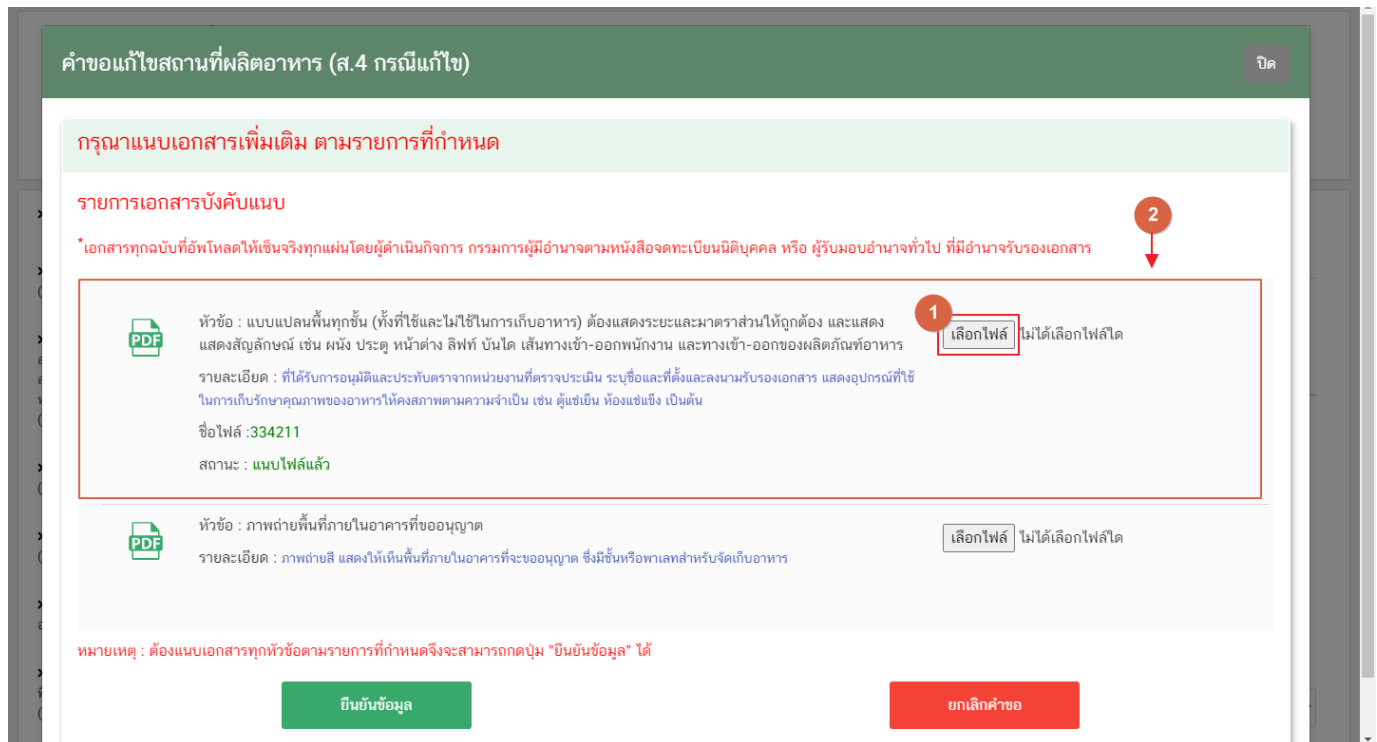 คำขอแก้ไขสถานที่ผลิตอาหาร (ส.4 กรณีแก้ไข)
ปิด
กรุณาแนบเอกสารเพิ่มเติม ตามรายการที่กำหนด
รายการเอกสารบังคับแนบ
2
*เอกสารทุกฉบับที่อัพโหลดให้เซ็นจริงทุกแผ่นโดยผู้ดำเนินกิจการ กรรมการผู้มีอำนาจตามหนังสือจดทะเบียนนิติบุคคล หรือ ผู้รับมอบอำนาจทั่วไป ที่มีอำนาจรับรองเอกสาร
1
PDF
หัวข้อ : แบบแปลนพื้นทุกชั้น (ทั้งที่ใช้และไม่ใช้ในการเก็บอาหาร) ต้องแสดงระยะและมาตราส่วนให้ถูกต้อง และแสดง
แสดงสัญลักษณ์ เช่น ผนัง ประตู หน้าต่าง ลิฟท์ บันได เส้นทางเข้า-ออกพนักงาน และทางเข้า-ออกของผลิตภัณฑ์อาหาร
เลือกไฟล์ ไม่ได้เลือกไฟล์ใด
รายละเอียด : ที่ได้รับการอนุมัติและประทับตราจากหน่วยงานที่ตรวจประเมิน ระบุชื่อและที่ตั้งและลงนามรับรองเอกสาร แสดงอุปกรณ์ที่ใช้
ในการเก็บรักษาคุณภาพของอาหารให้คงสภาพตามความจำเป็น เช่น ตู้แช่เย็น ห้องแช่แข็ง เป็นต้น
ชื่อไฟล์ :334211
สถานะ : แนบไฟล์แล้ว
PDF
หัวข้อ : ภาพถ่ายพื้นที่ภายในอาคารที่ขออนุญาต
เลือกไฟล์ ไม่ได้เลือกไฟล์ใด
รายละเอียด : ภาพถ่ายสี แสดงให้เห็นพื้นที่ภายในอาคารที่จะขออนุญาต ซึ่งมีชั้นหรือพาเลทสำหรับจัดเก็บอาหาร
หมายเหตุ : ต้องแนบเอกสารทุกหัวข้อตามรายการที่กำหนดจึงจะสามารถกดปุ่ม "ยืนยันข้อมูล" ได้
ยืนยันข้อมูล
ยกเลิกคำขอ